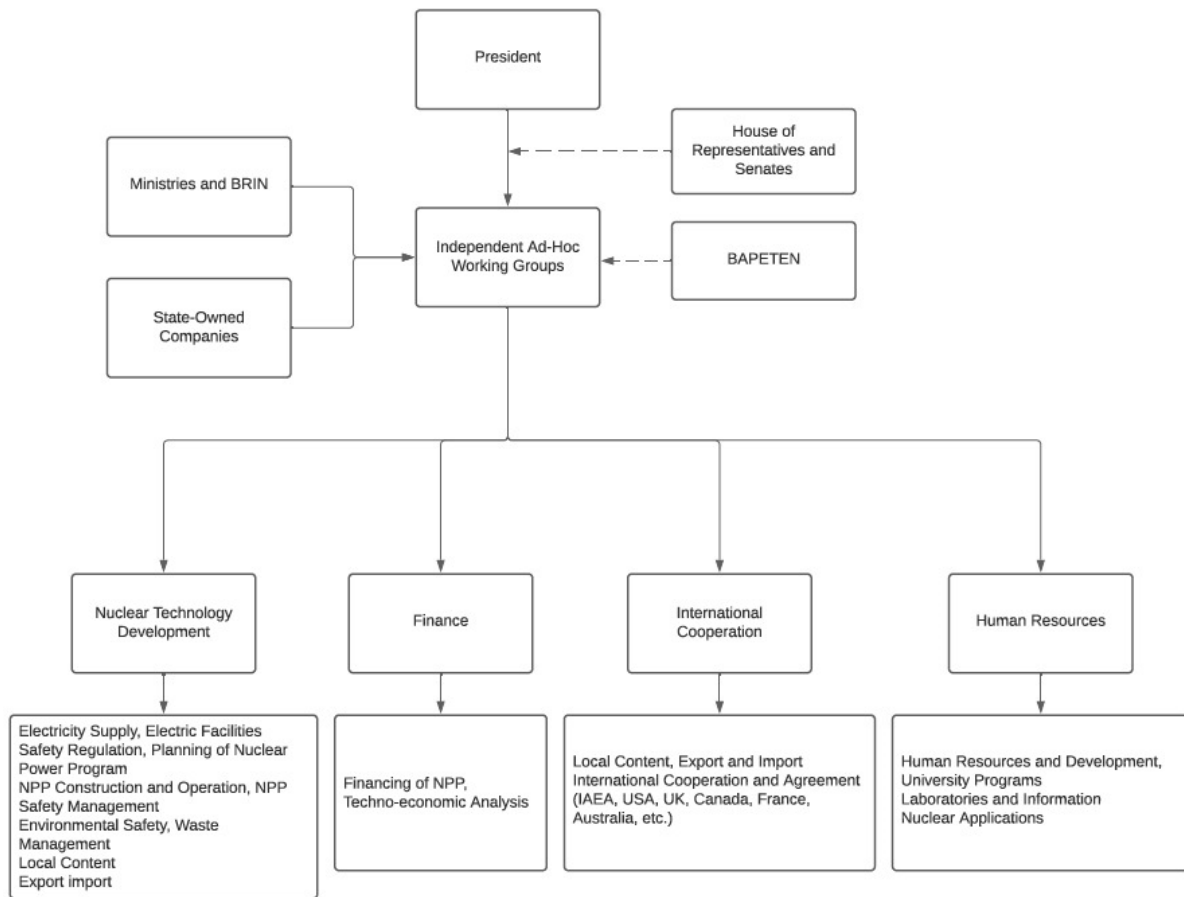 President
House of
Representatives and
Senates
Ministries and BRIN
Independent Ad-Hoc
Working Groups
BAPETEN
State-Owned
Companies
Nuclear Technology
Development
Finance
International
Cooperation
Human Resources
Electricity Supply, Electric Facilities
Safety Regulation, Planning of Nuclear
Power Program
NPP Construction and Operation, NPP
Safety Management
Environmental Safety, Waste
Management
Local Content
Export import
Financing of NPP,
Techno-economic Analysis
Local Content, Export and Import
International Cooperation and Agreement
(IAEA, USA, UK, Canada, France,
Australia, etc.)
Human Resources and Development,
University Programs
Laboratories and Information
Nuclear Applications